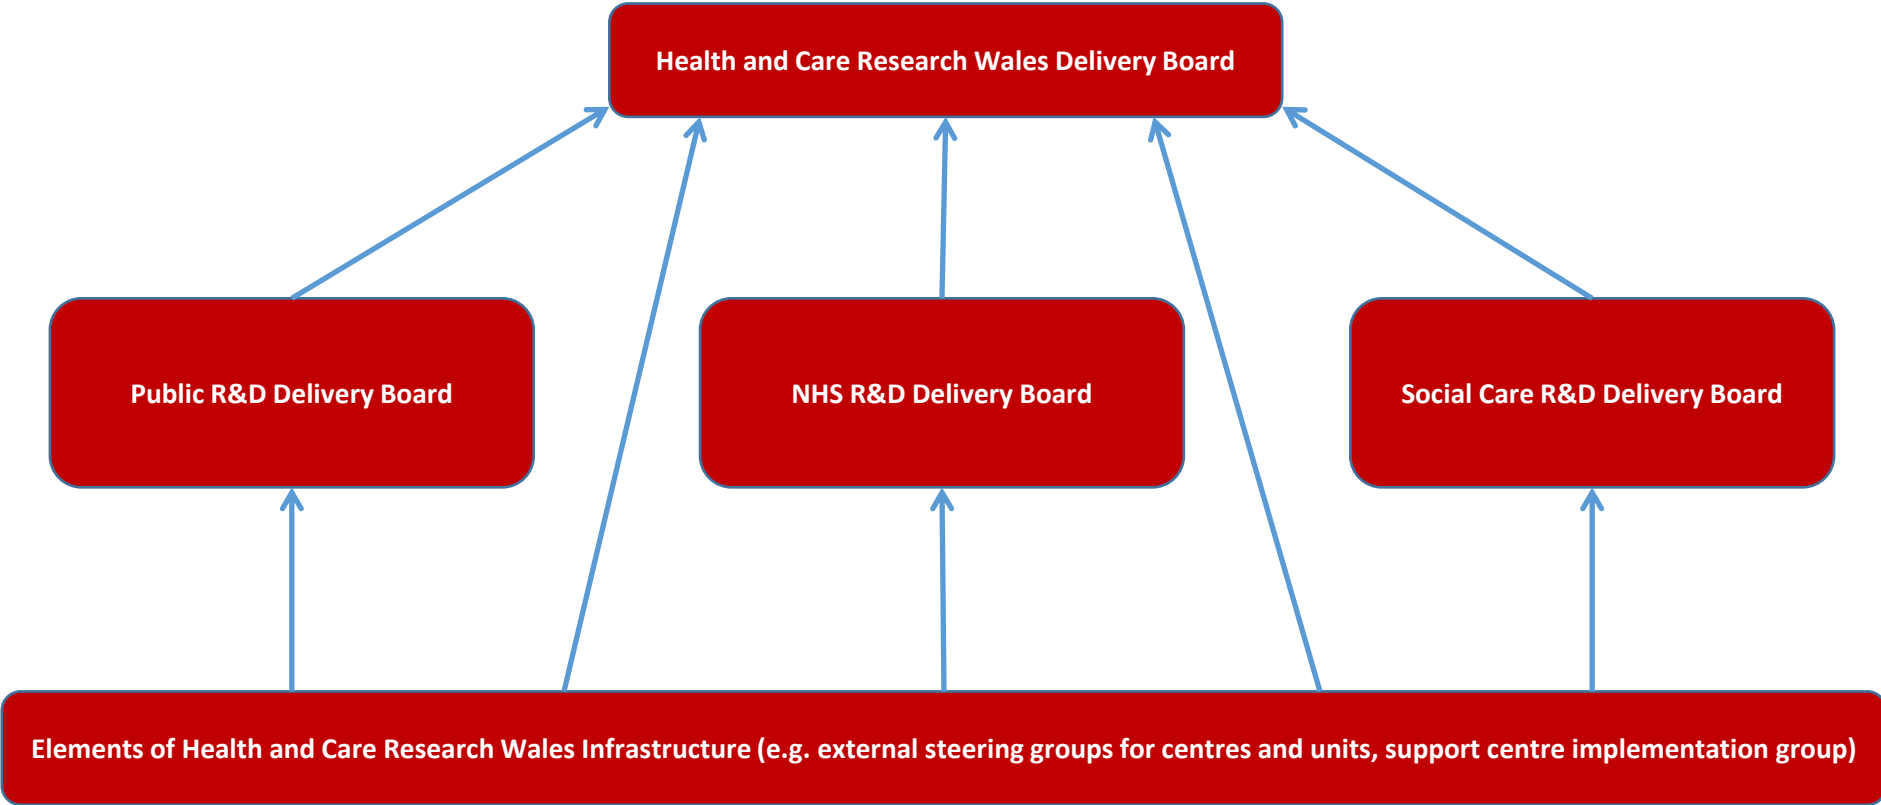 Health and Care Research Wales Delivery Board
Public R&D Delivery Board
NHS R&D Delivery Board
Social Care R&D Delivery Board
Elements of Health and Care Research Wales Infrastructure (e.g. external steering groups for centres and units, support centre implementation group)